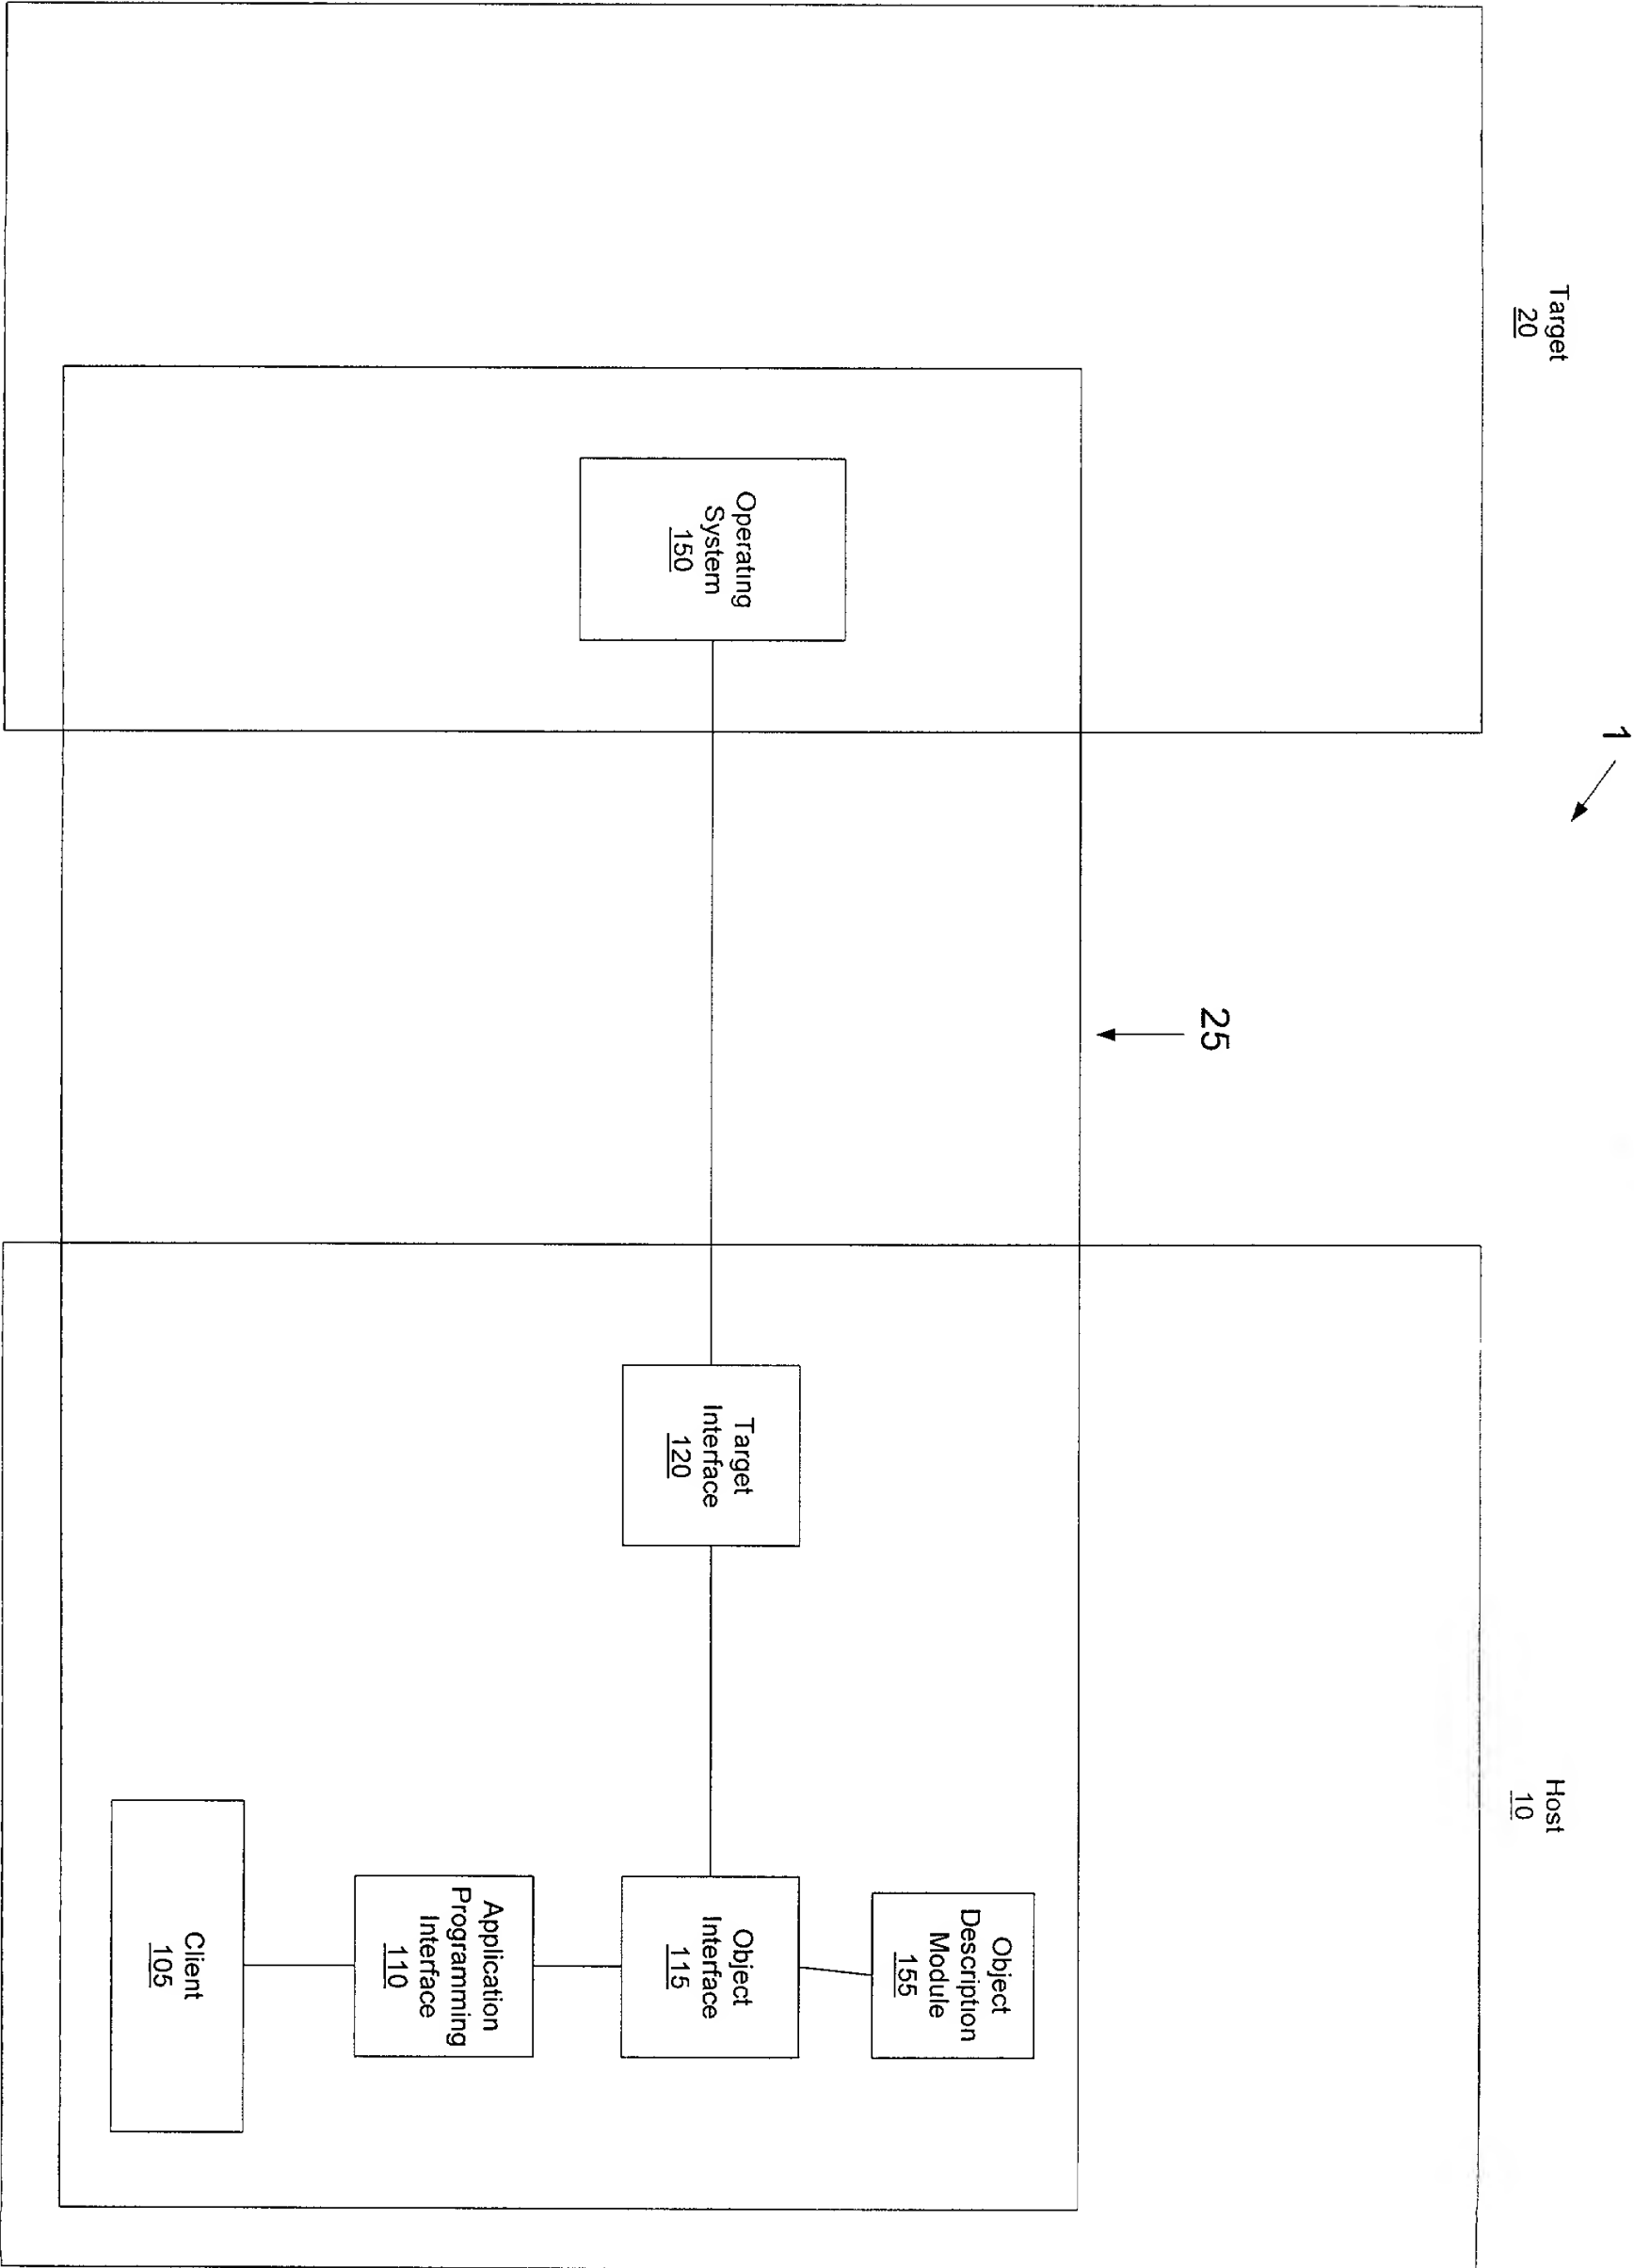 1
Target
20
Host
10
25
Operating
System
150
Target
Interface
120
Object
Description
Module
155
Object
Interface
115
Application
Programming
Interface
110
Client
105